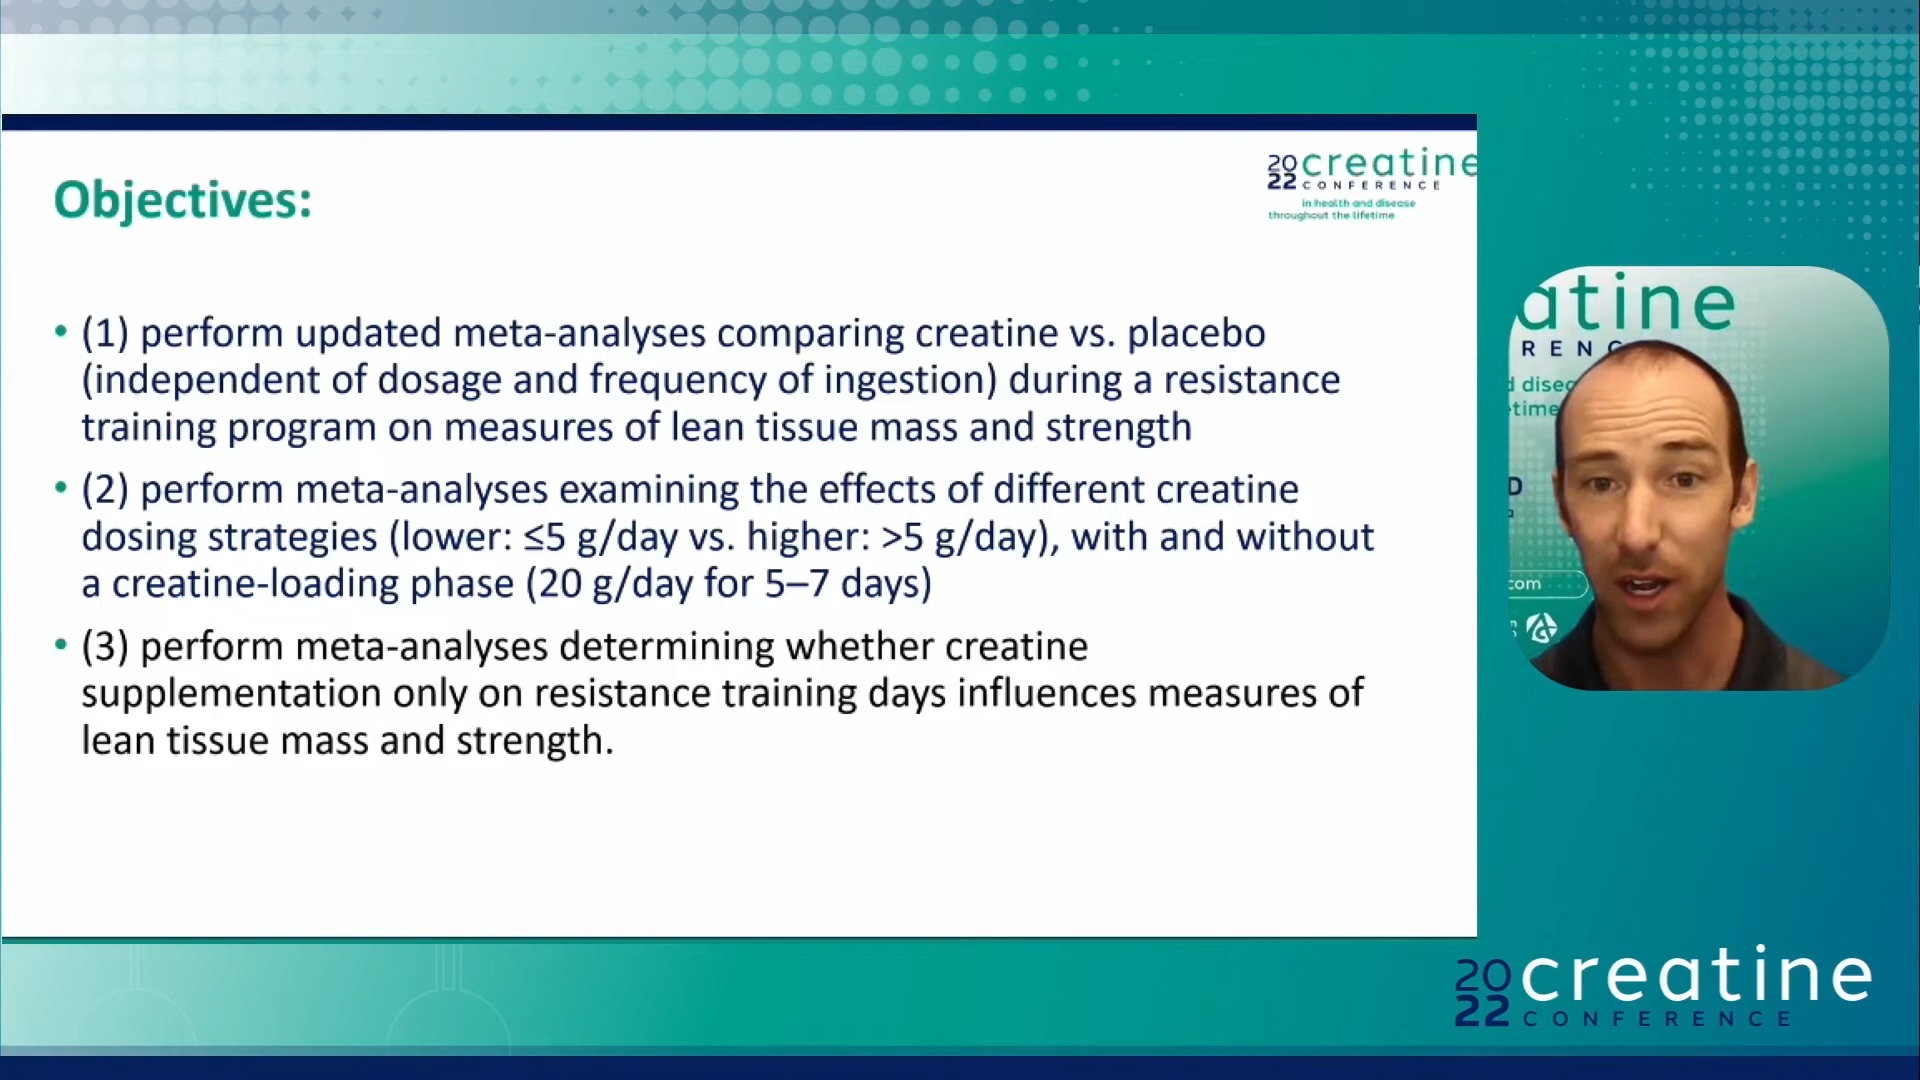 Objectives:
2022 creatine
CONFERENCE
in health and disease
throughout the lifetime
• (1) perform updated meta-analyses comparing creatine vs. placebo
(independent of dosage and frequency of ingestion) during a resistance
training program on measures of lean tissue mass and strength
• (2) perform meta-analyses examining the effects of different creatine
dosing strategies (lower: ≤5 g/day vs. higher: >5 g/day), with and without
a creatine-loading phase (20 g/day for 5–7 days)
• (3) perform meta-analyses determining whether creatine
supplementation only on resistance training days influences measures of
lean tissue mass and strength.
atine
RENC
d disea
etime
D
com
2022 creatine
CONFERENCE